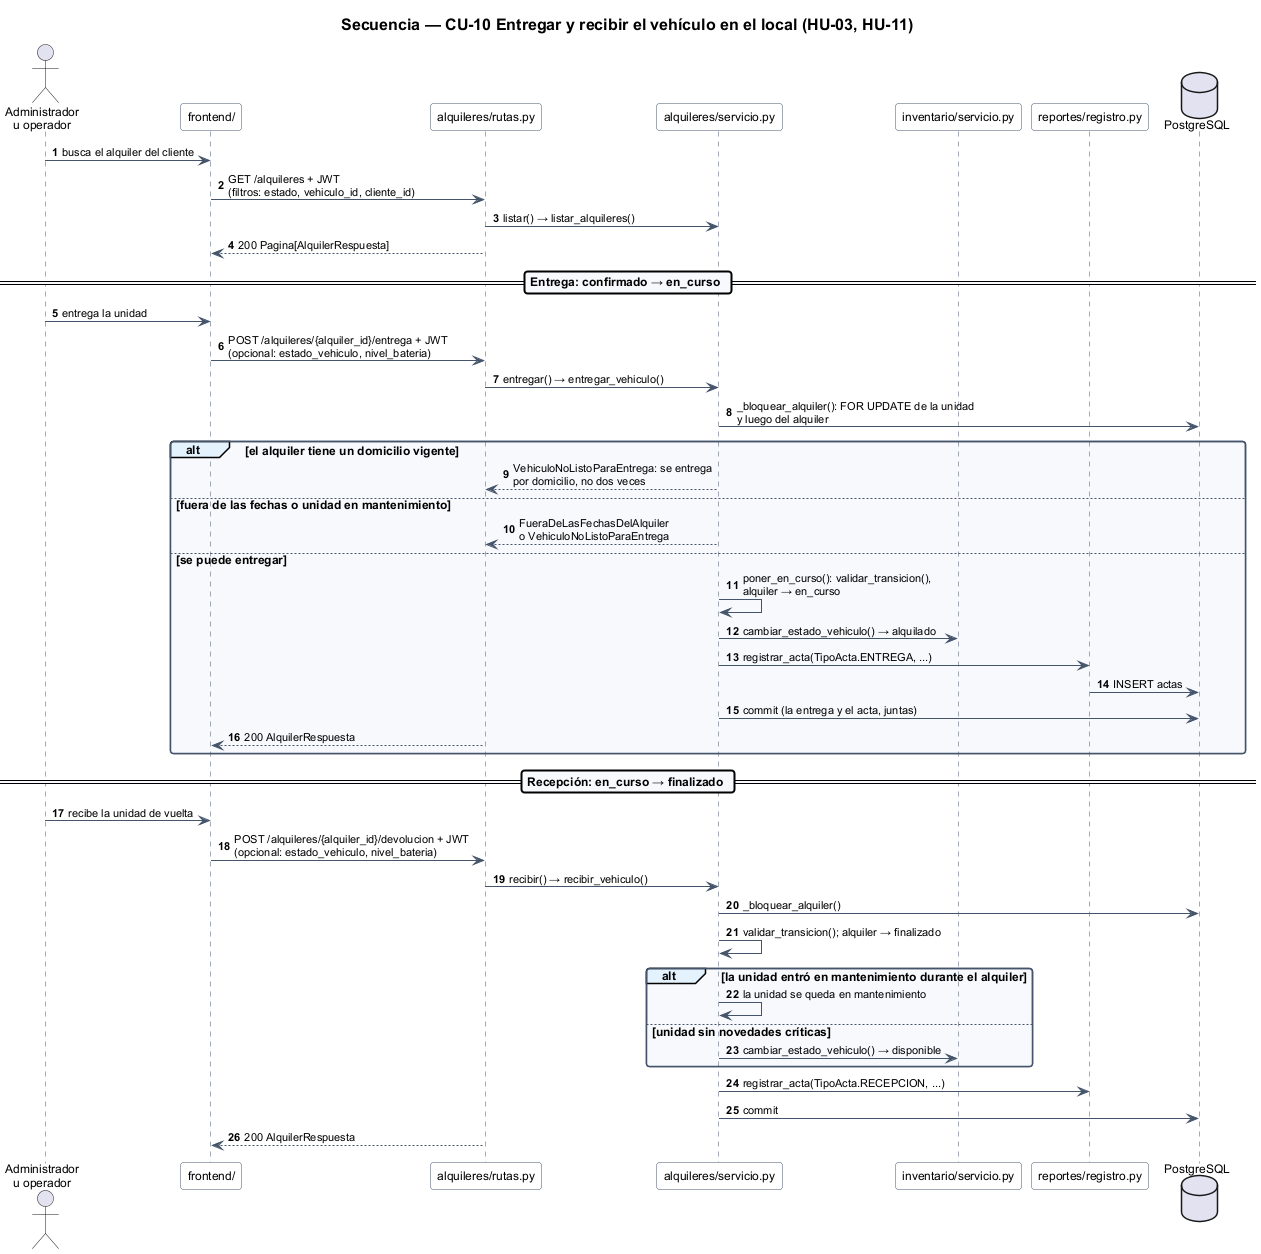 Secuencia — CU-10 Entregar y recibir el vehículo en el local (HU-03, HU-11)
Administrador
u operador
frontend/
alquileres/rutas.py
alquileres/servicio.py
inventario/servicio.py
reportes/registro.py
PostgreSQL
1 busca el alquiler del cliente
2 GET /alquileres + JWT
(filtros: estado, vehiculo_id, cliente_id)
3 listar() → listar_alquileres()
4 200 Pagina[AlquilerRespuesta]
Entrega: confirmado → en_curso
5 entrega la unidad
6 POST /alquileres/{alquiler_id}/entrega + JWT
(opcional: estado_vehiculo, nivel_bateria)
7 entregar() → entregar_vehiculo()
8 _bloquear_alquiler(): FOR UPDATE de la unidad
y luego del alquiler
alt [el alquiler tiene un domicilio vigente]
9 VehiculoNoListoParaEntrega: se entrega
por domicilio, no dos veces
[fuera de las fechas o unidad en mantenimiento]
10 FueraDeLasFechasDelAlquiler
o VehiculoNoListoParaEntrega
[se puede entregar]
11 poner_en_curso(): validar_transicion(),
alquiler → en_curso
12 cambiar_estado_vehiculo() → alquilado
13 registrar_acta(TipoActa.ENTREGA, ...)
14 INSERT actas
15 commit (la entrega y el acta, juntas)
16 200 AlquilerRespuesta
Recepción: en_curso → finalizado
17 recibe la unidad de vuelta
18 POST /alquileres/{alquiler_id}/devolucion + JWT
(opcional: estado_vehiculo, nivel_bateria)
19 recibir() → recibir_vehiculo()
20 _bloquear_alquiler()
21 validar_transicion(); alquiler → finalizado
alt [la unidad entró en mantenimiento durante el alquiler]
22 la unidad se queda en mantenimiento
[unidad sin novedades críticas]
23 cambiar_estado_vehiculo() → disponible
24 registrar_acta(TipoActa.RECEPCION, ...)
25 commit
26 200 AlquilerRespuesta
Administrador
u operador
frontend/
alquileres/rutas.py
alquileres/servicio.py
inventario/servicio.py
reportes/registro.py
PostgreSQL